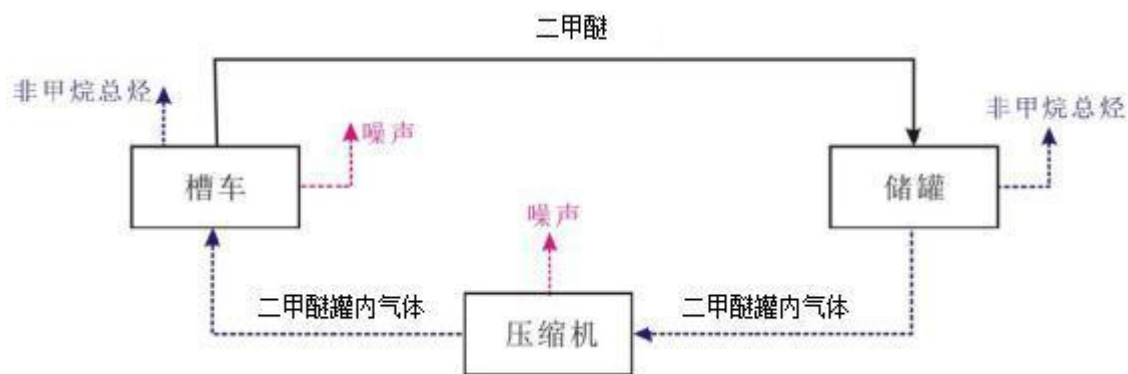 二甲醚
非甲烷总烃
非甲烷总烃
噪声
槽车
储罐
噪声
二甲醚罐内气体
二甲醚罐内气体
压缩机